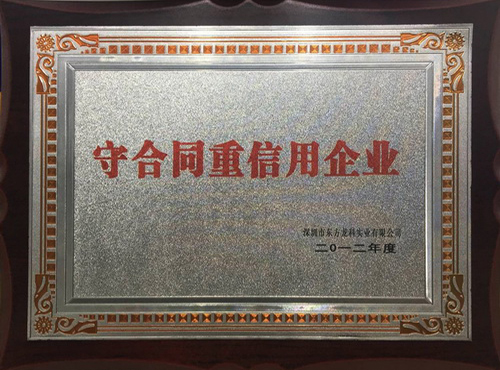 守合同重信用企业
深圳市东方龙科实业有限公司
二0一二年度